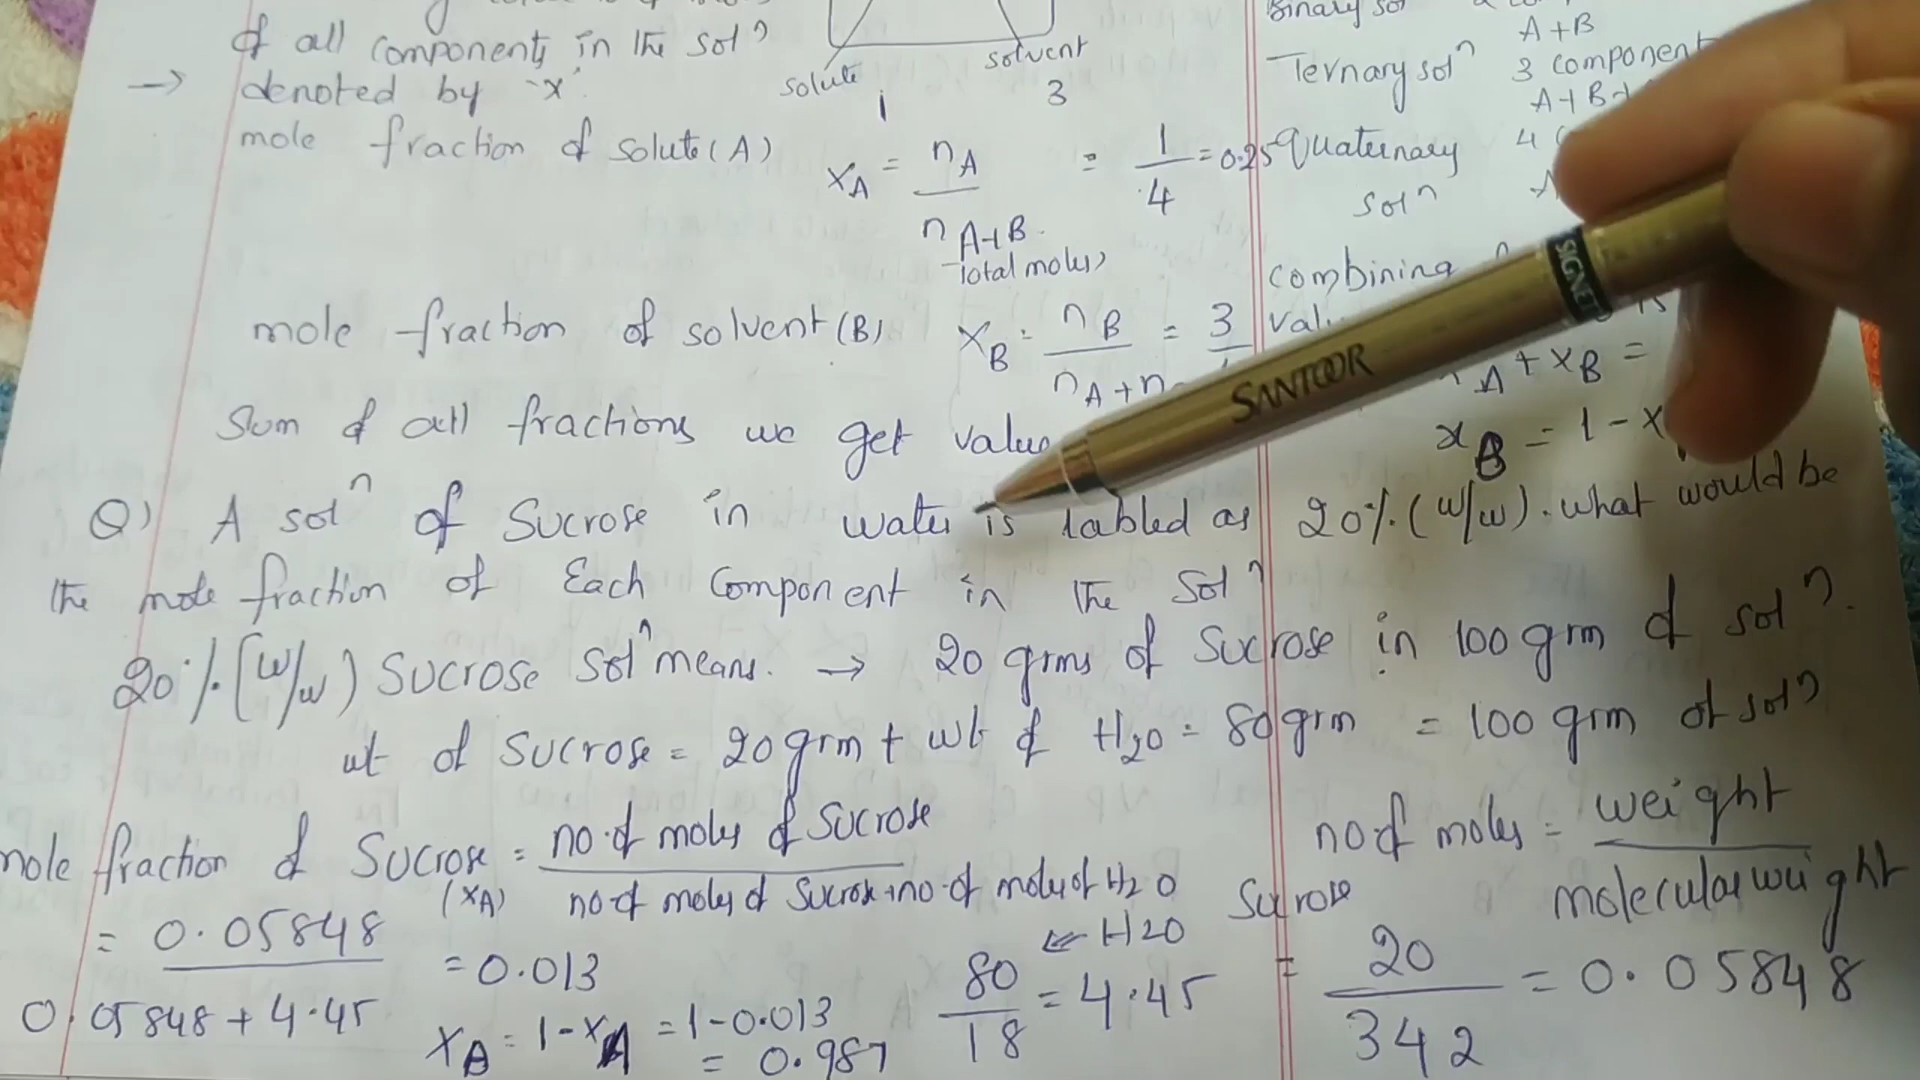 of all components in the solⁿ
→ denoted by 'x'
solute solvent
1 3
mole fraction of solute (A) xA = nA / nA+B = 1/4 = 0.25
Total moles
mole fraction of solvent (B) xB = nB / nA + n = 3
Sum of all fractions we get value
Binary sol
A+B
Ternary solⁿ 3 component
A+B+
Quaternary 4
solⁿ
combining
A + xB =
xB = 1 - x
SANTOOR
SIGNET
Q) A solⁿ of Sucrose in water is labled as 20%. (w/w). what would be
the mole fraction of Each Component in the Solⁿ
20%. (w/w) Sucrose Solⁿ means. → 20 grms of Sucrose in 100 grm of solⁿ.
wt of Sucrose = 20 grm + wt of H2O = 80 grm = 100 grm of solⁿ
mole fraction of Sucrose (xA) = no.of moles of sucrose / no of moles of Sucrose + no.of moles of H2O
= 0.05848 / 0.05848 + 4.45 = 0.013
xB = 1 - xA = 1 - 0.013
= 0.987
← H2O
80/18 = 4.45
no of moles = weight / molecular weight
Sucrose
= 20/342 = 0.05848